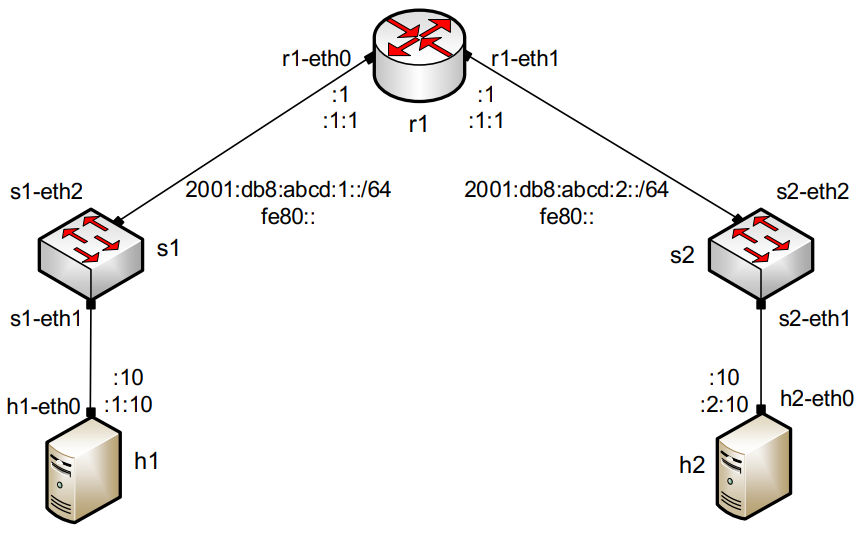 r1-eth0
r1-eth1
:1
:1:1
:1
:1:1
r1
s1-eth2
2001:db8:abcd:1::/64
fe80::
2001:db8:abcd:2::/64
fe80::
s2-eth2
s1
s2
s1-eth1
s2-eth1
:10
:1:10
h1-eth0
:10
:2:10
h2-eth0
h1
h2